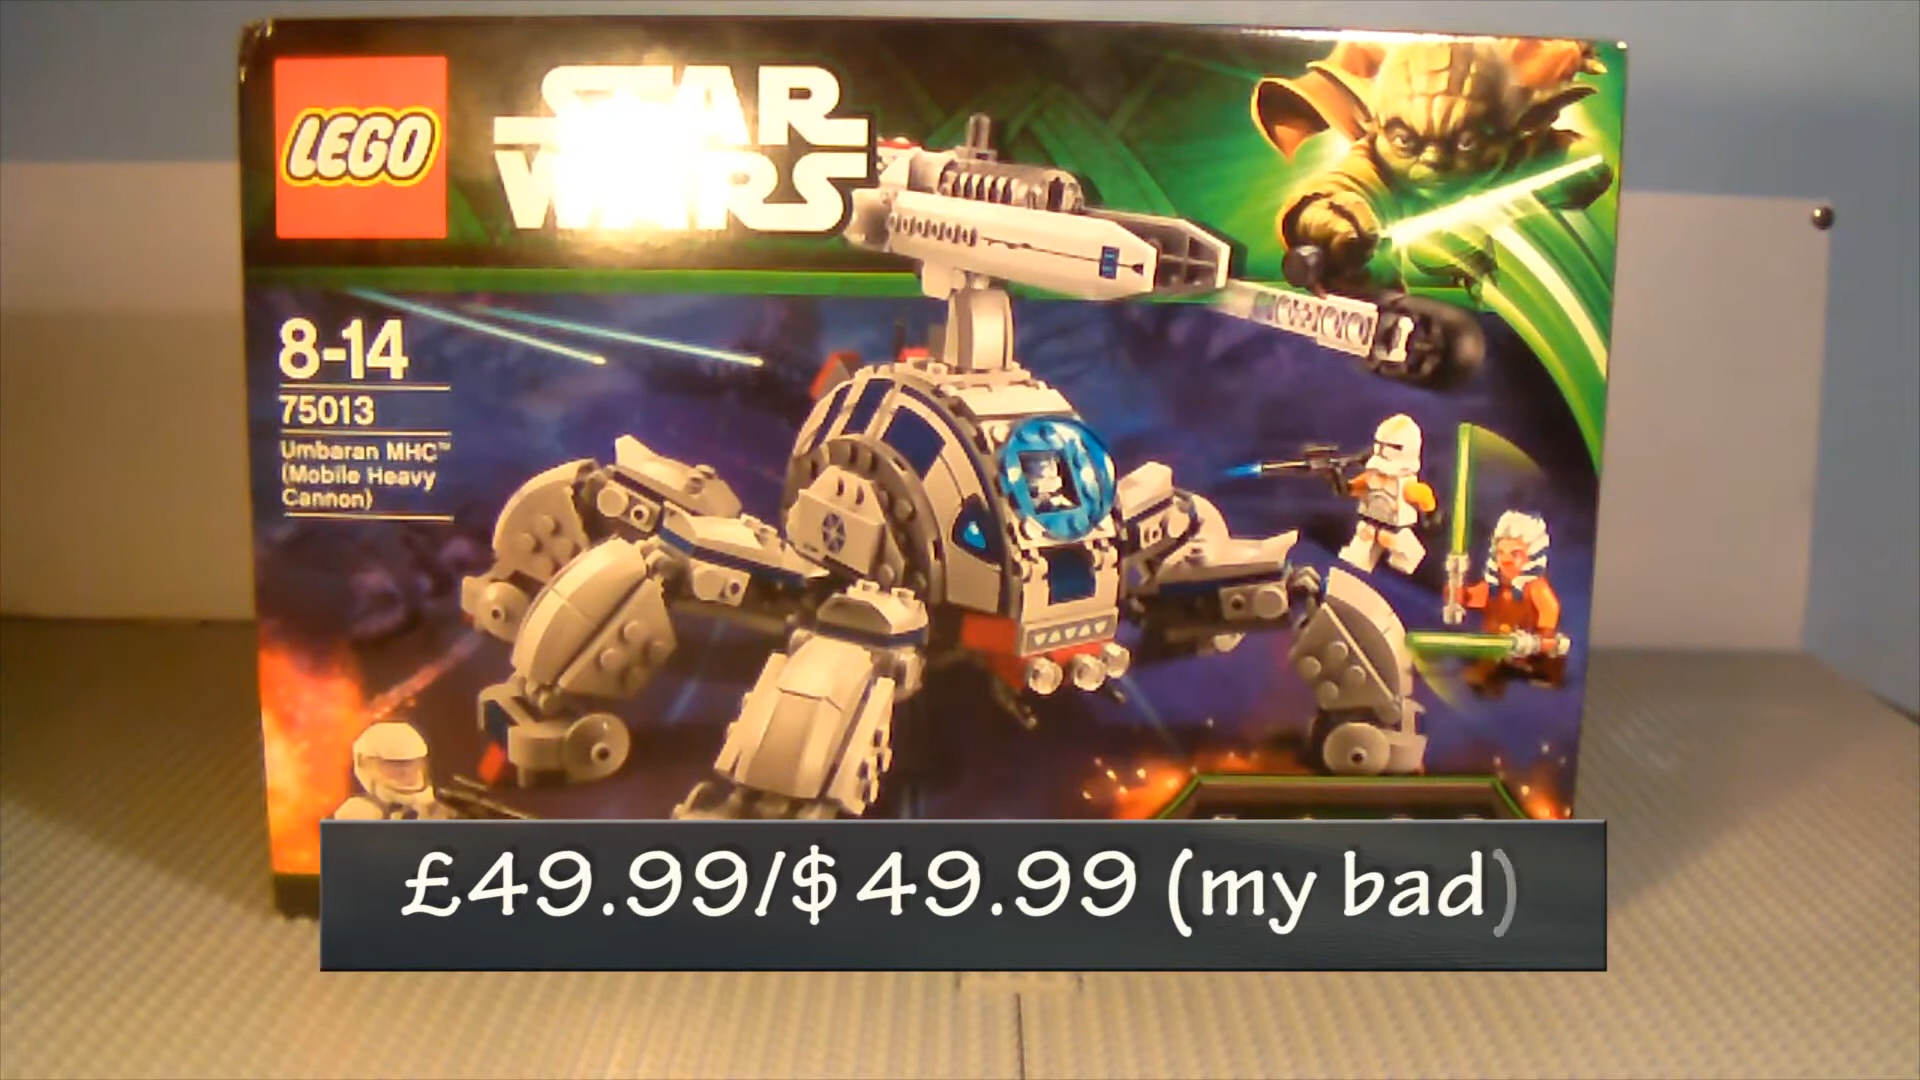 LEGO
STAR
WARS
8-14
75013
Umbaran MHC™
(Mobile Heavy
Cannon)
£49.99/$49.99 (my bad)